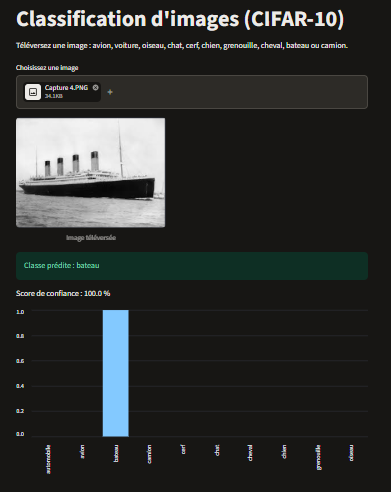 Classification d'images (CIFAR-10)
Téléversez une image : avion, voiture, oiseau, chat, cerf, chien, grenouille, cheval, bateau ou camion.
Choisissez une image
Capture 4.PNG
34.1KB
Image téléversée
Classe prédite : bateau
Score de confiance : 100.0 %
1.0
0.8
0.6
0.4
0.2
0.0
automobile
avion
bateau
camion
cerf
chat
cheval
chien
grenouille
oiseau